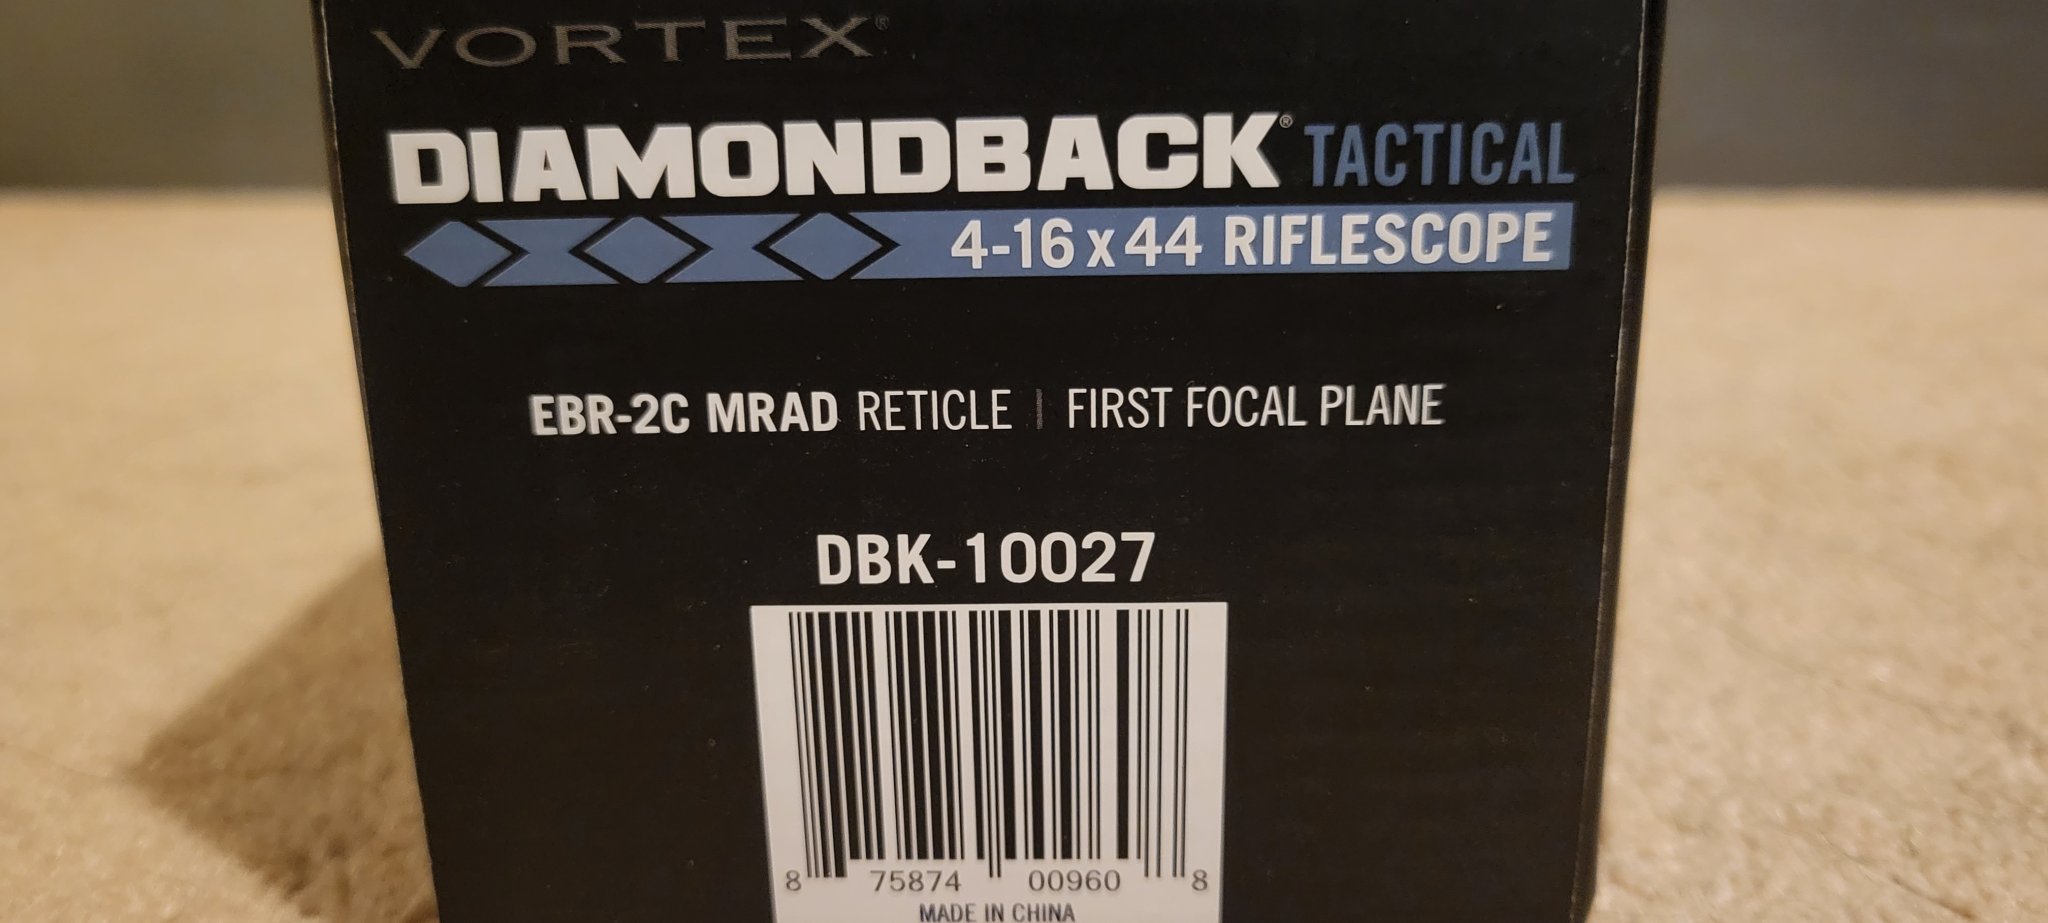 VORTEX®
DIAMONDBACK® TACTICAL
4-16x44 RIFLESCOPE
EBR-2C MRAD RETICLE | FIRST FOCAL PLANE
DBK-10027
8 75874 00960 8
MADE IN CHINA